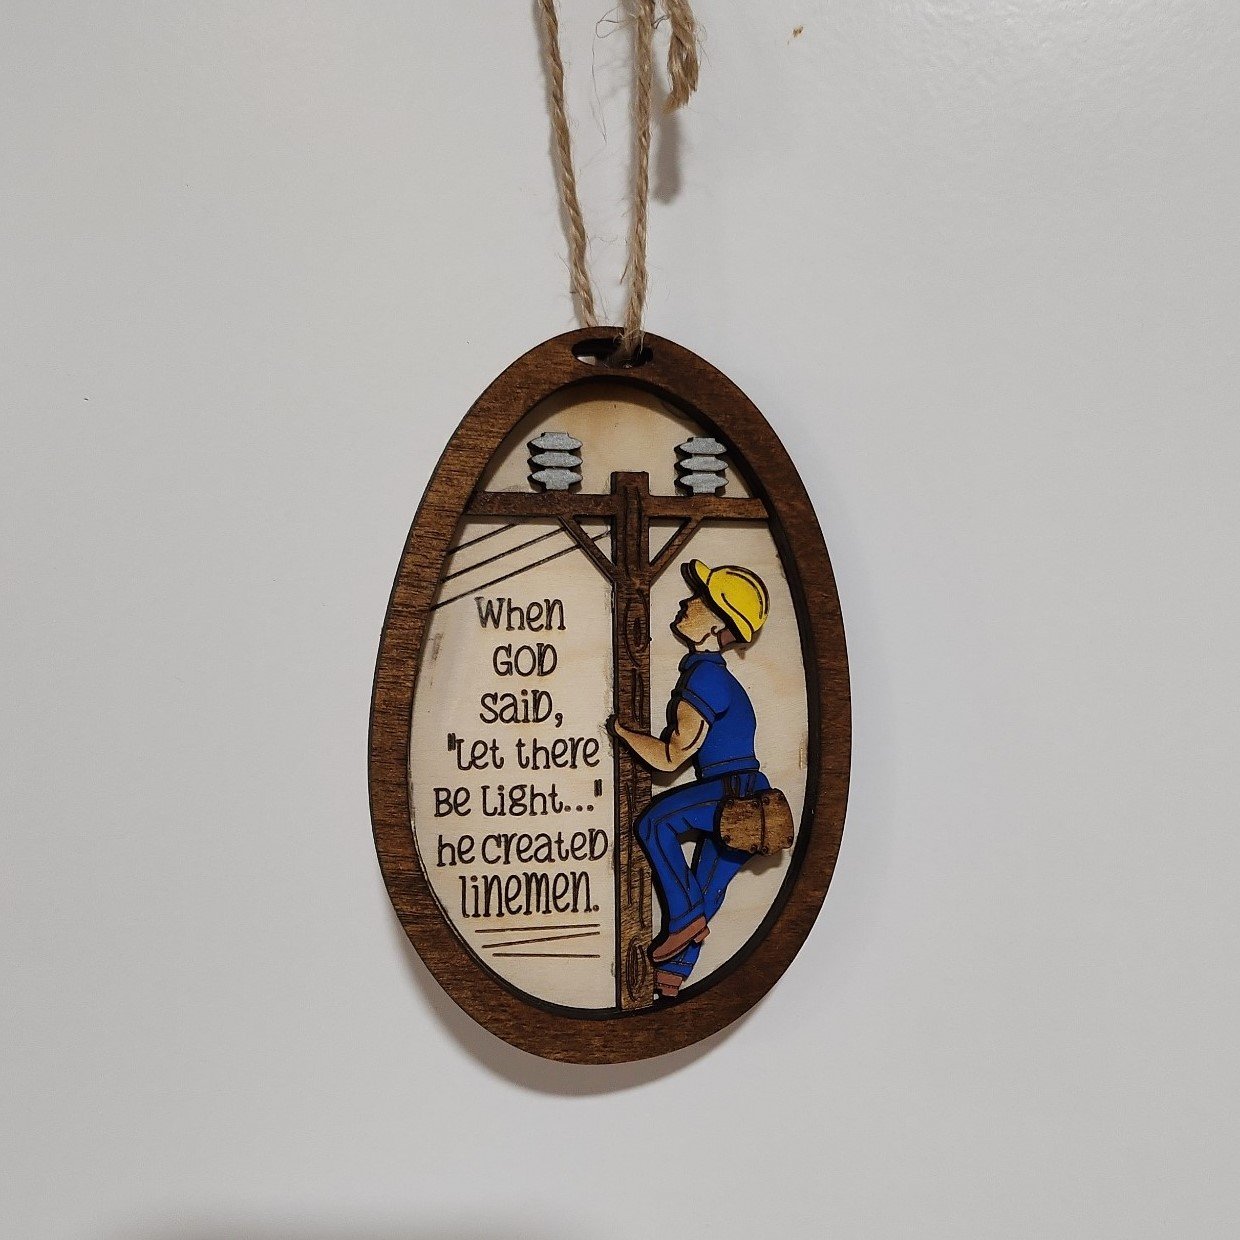 When
GOD
said,
"Let there
Be Light..."
he created
linemen.